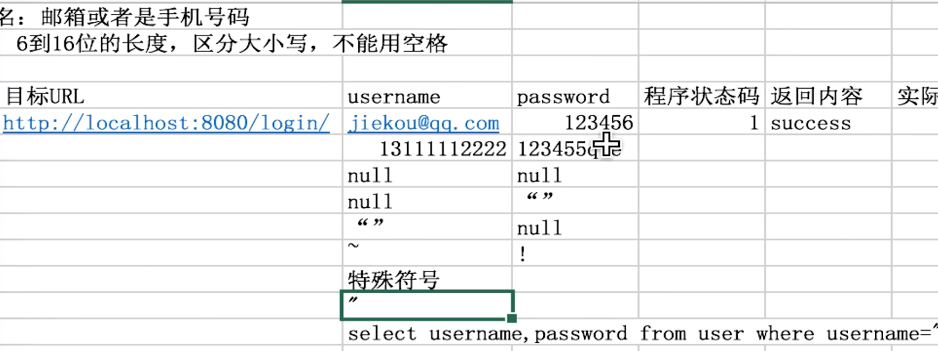 名：邮箱或者是手机号码
6到16位的长度，区分大小写，不能用空格
目标URL username password 程序状态码 返回内容 实际
http://localhost:8080/login/ jiekou@qq.com 123456 1 success
13111112222
null null
null “”
“” null
~ !
特殊符号
"
select username,password from user where username="